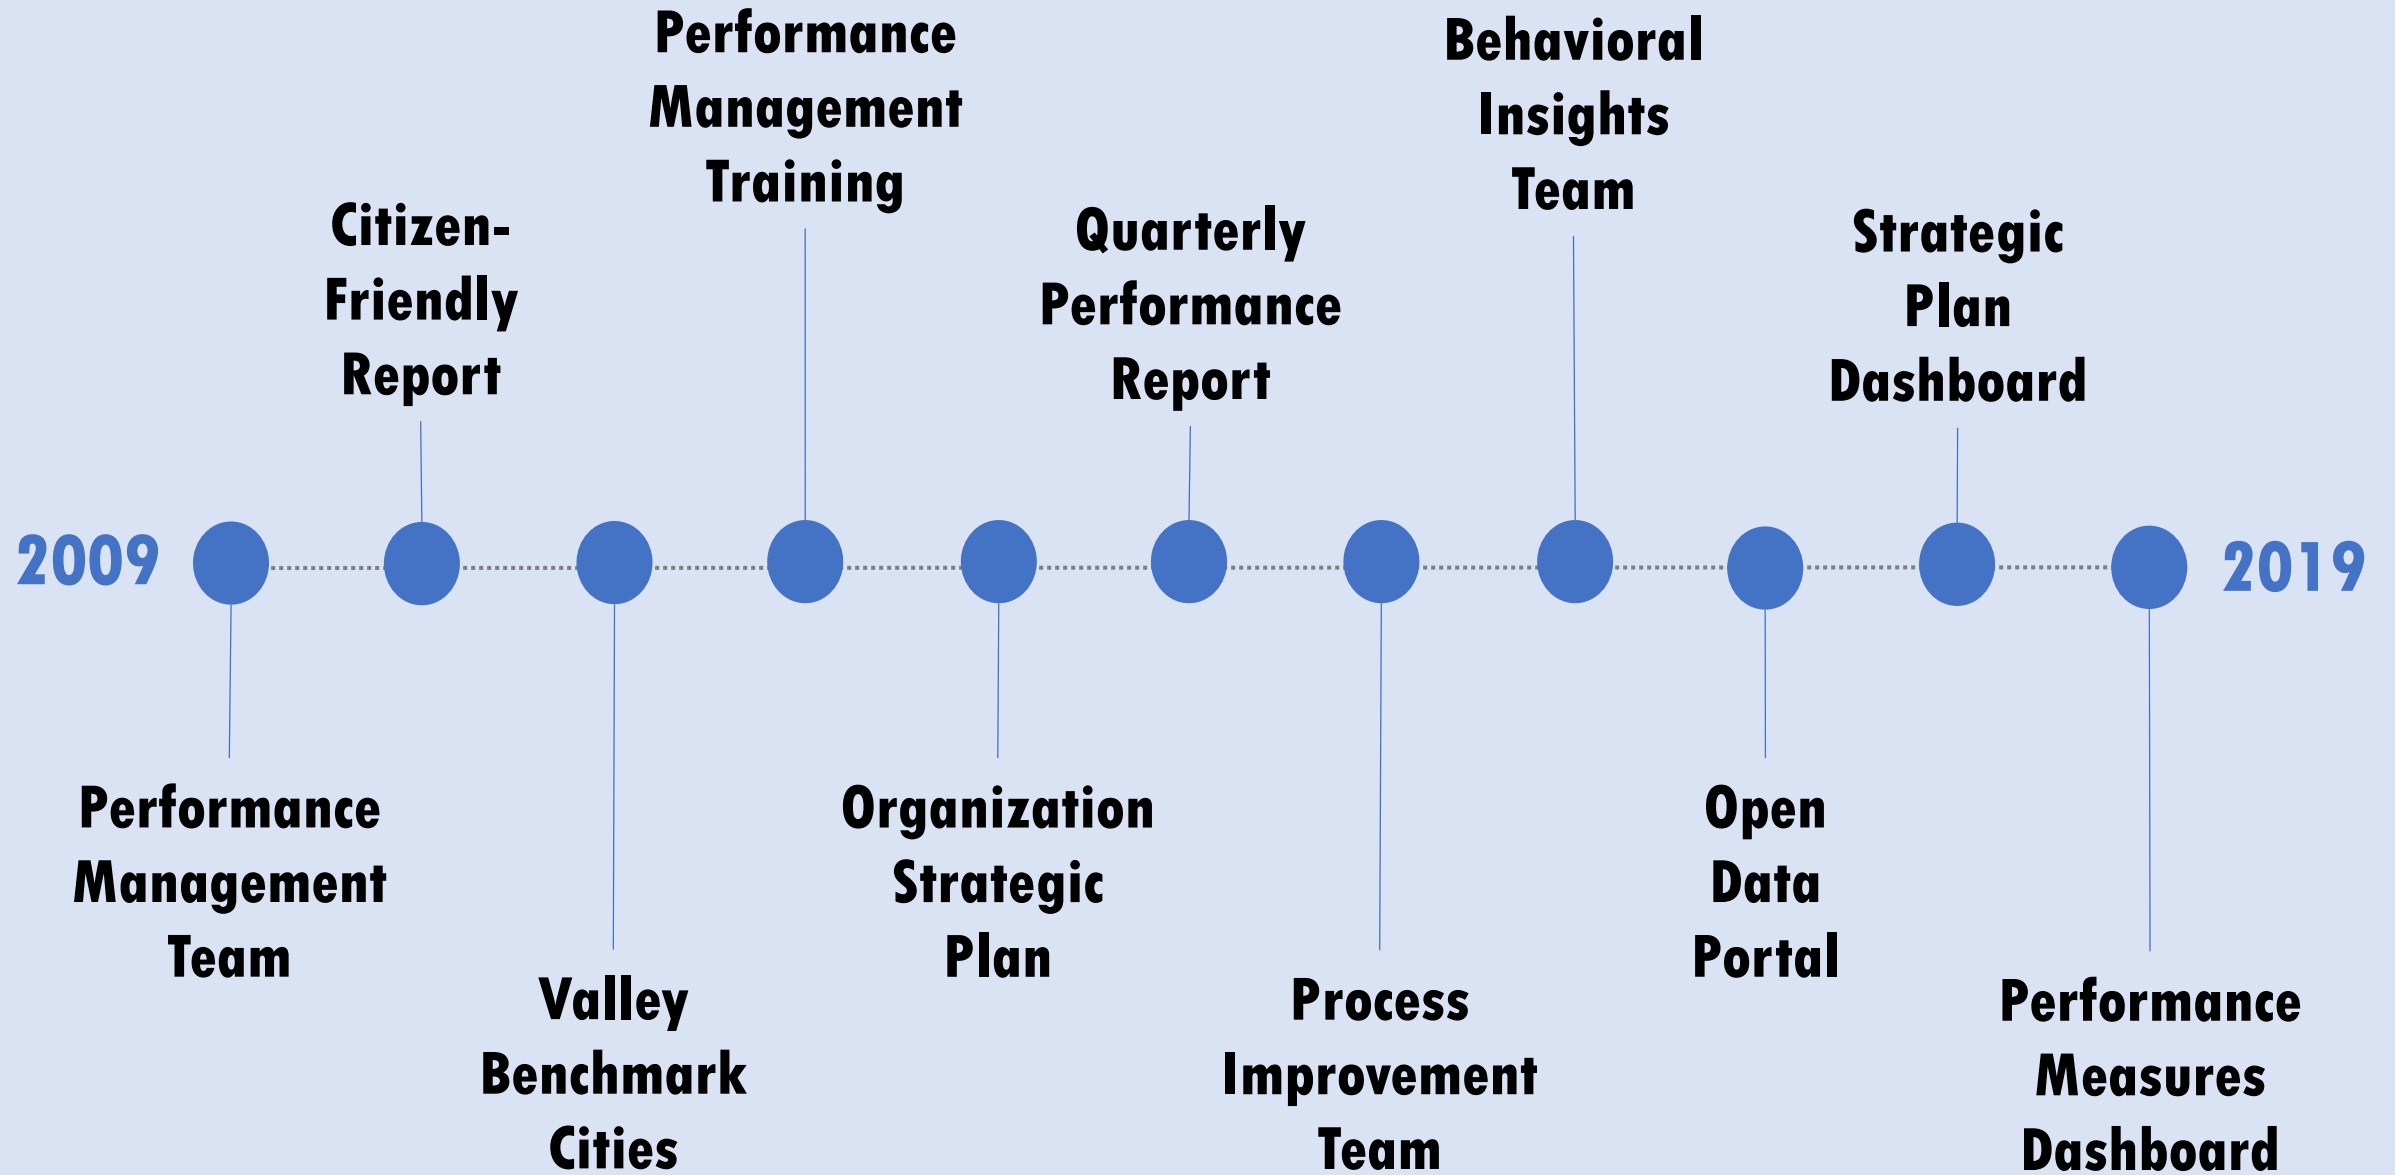 2009
Performance
Management
Team
Citizen-
Friendly
Report
Valley
Benchmark
Cities
Performance
Management
Training
Organization
Strategic
Plan
Quarterly
Performance
Report
Process
Improvement
Team
Behavioral
Insights
Team
Open
Data
Portal
Strategic
Plan
Dashboard
Performance
Measures
Dashboard
2019